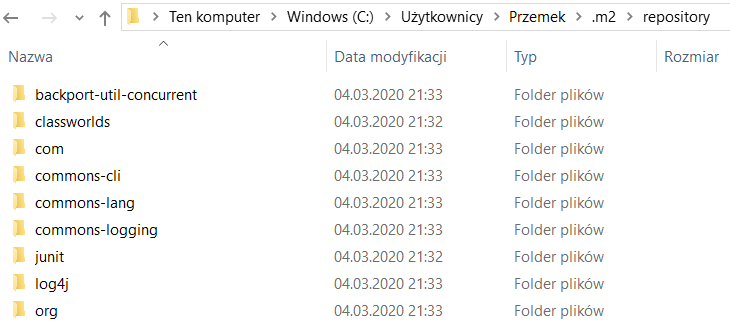 Ten komputer > Windows (C:) > Użytkownicy > Przemek > .m2 > repository
Nazwa Data modyfikacji Typ Rozmiar
backport-util-concurrent 04.03.2020 21:33 Folder plików
classworlds 04.03.2020 21:32 Folder plików
com 04.03.2020 21:33 Folder plików
commons-cli 04.03.2020 21:33 Folder plików
commons-lang 04.03.2020 21:33 Folder plików
commons-logging 04.03.2020 21:33 Folder plików
junit 04.03.2020 21:32 Folder plików
log4j 04.03.2020 21:33 Folder plików
org 04.03.2020 21:33 Folder plików